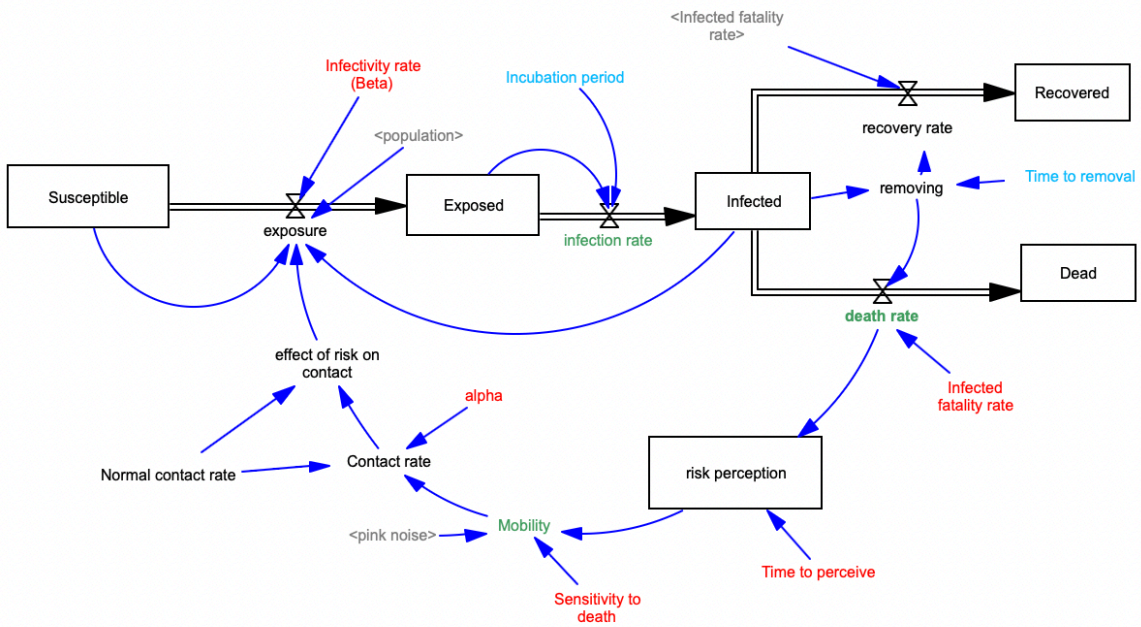 <Infected fatality
rate>
Infectivity rate
(Beta)
Incubation period
Recovered
<population>
recovery rate
Time to removal
removing
Susceptible
Exposed
Infected
exposure
infection rate
Dead
death rate
effect of risk on
contact
alpha
Infected
fatality rate
Contact rate
Normal contact rate
risk perception
<pink noise>
Mobility
Time to perceive
Sensitivity to
death